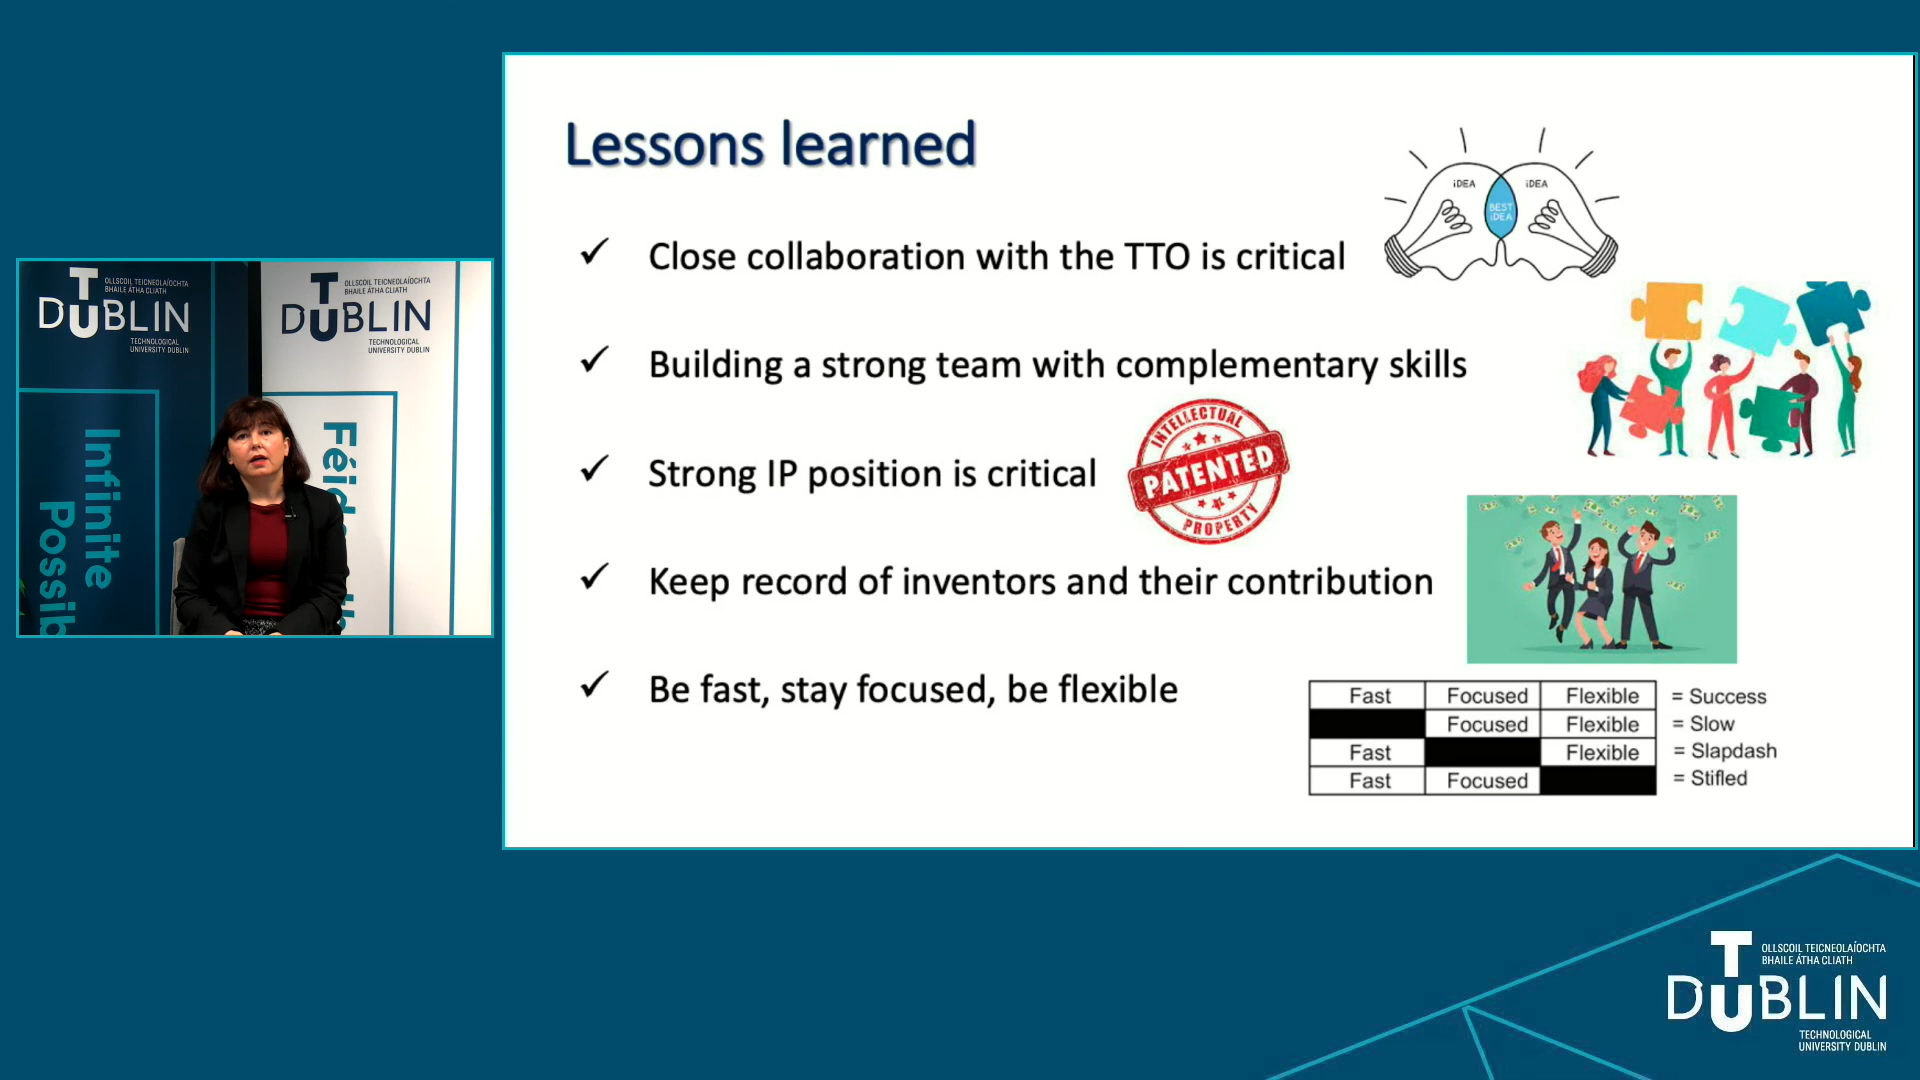 OLLSCOIL TEICNEOLAÍOCHTA
BHAILE ÁTHA CLIATH
TU DUBLIN
TECHNOLOGICAL
UNIVERSITY DUBLIN
Infinite
OLLSCOIL TEICNEOLAÍOCHTA
BHAILE ÁTHA CLIATH
TU DUBLIN
TECHNOLOGICAL
UNIVERSITY DUBLIN
Lessons learned
iDEA
iDEA
BEST
iDEA
✓ Close collaboration with the TTO is critical
✓ Building a strong team with complementary skills
✓ Strong IP position is critical
INTELLECTUAL
PATENTED
PROPERTY
✓ Keep record of inventors and their contribution
✓ Be fast, stay focused, be flexible
Fast Focused Flexible = Success
Focused Flexible = Slow
Fast Flexible = Slapdash
Fast Focused = Stifled
OLLSCOIL TEICNEOLAÍOCHTA
BHAILE ÁTHA CLIATH
TU DUBLIN
TECHNOLOGICAL
UNIVERSITY DUBLIN